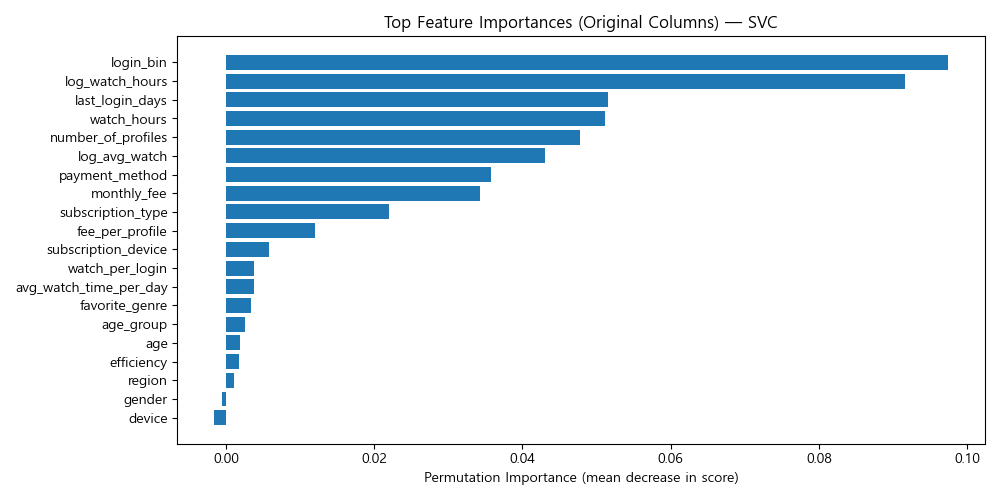 Top Feature Importances (Original Columns) — SVC
login_bin
log_watch_hours
last_login_days
watch_hours
number_of_profiles
log_avg_watch
payment_method
monthly_fee
subscription_type
fee_per_profile
subscription_device
watch_per_login
avg_watch_time_per_day
favorite_genre
age_group
age
efficiency
region
gender
device
0.00 0.02 0.04 0.06 0.08 0.10
Permutation Importance (mean decrease in score)